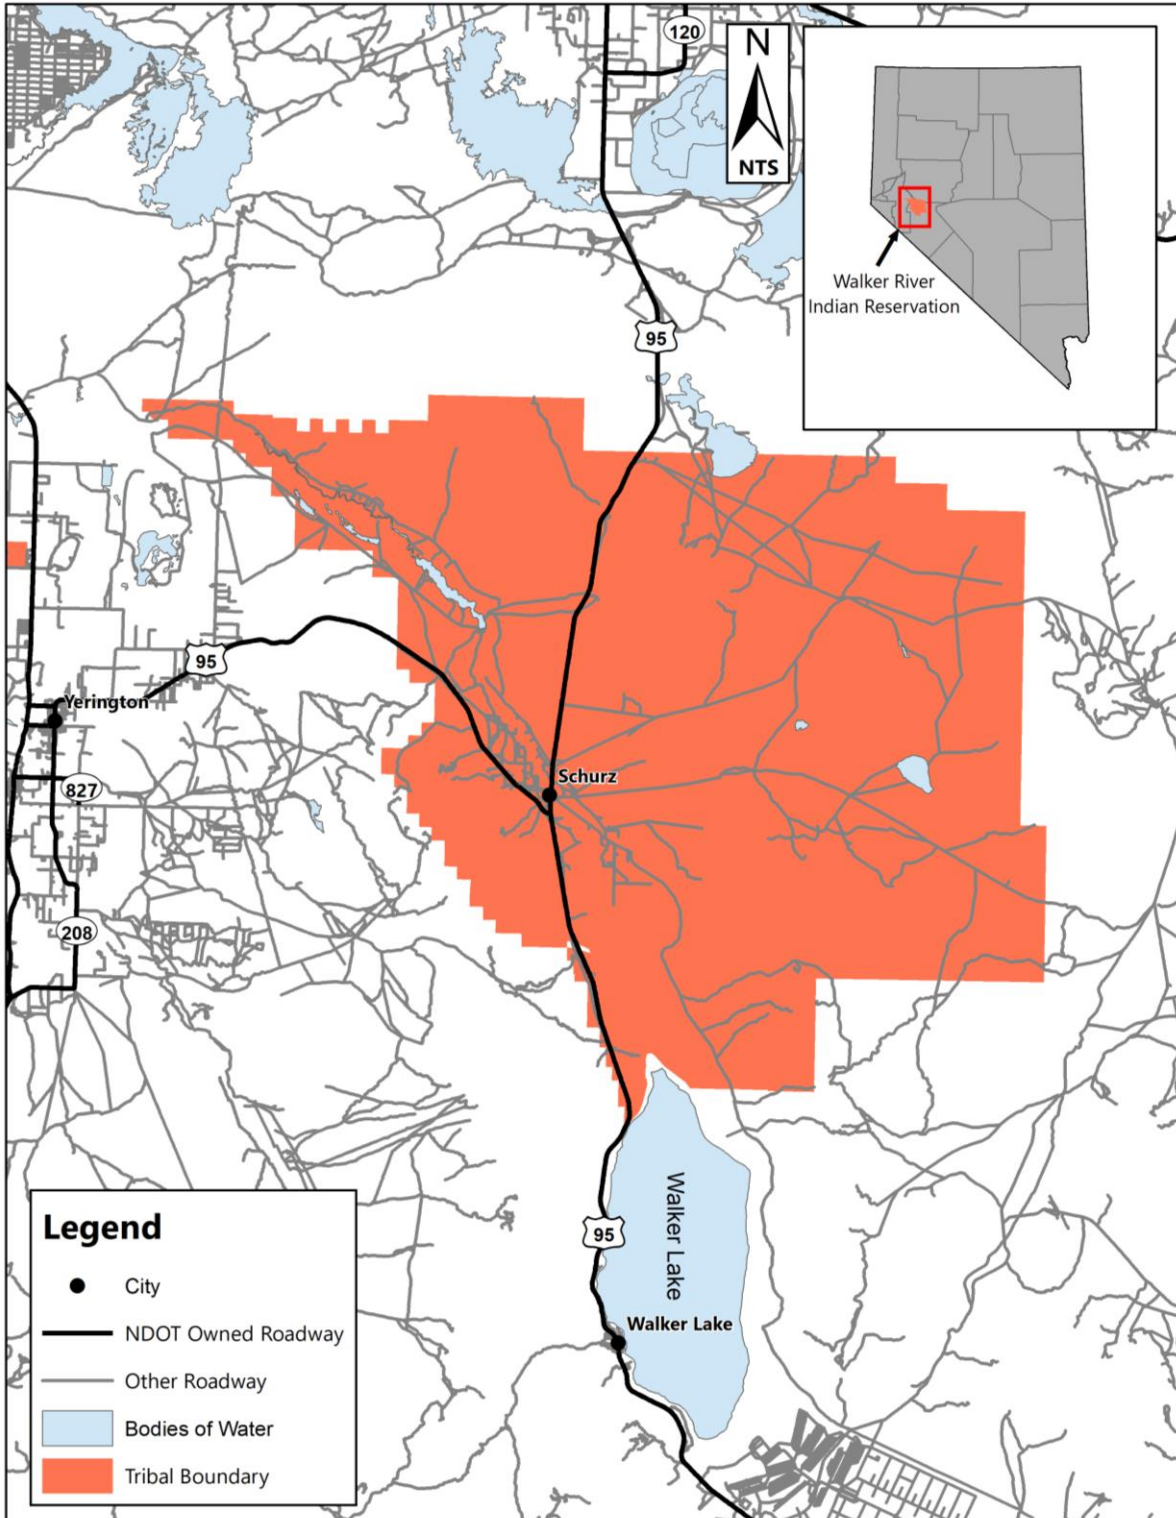 120
N
NTS
Walker River
Indian Reservation
95
95
Yerington
Schurz
827
208
Walker Lake
95
Walker Lake
Legend
City
NDOT Owned Roadway
Other Roadway
Bodies of Water
Tribal Boundary